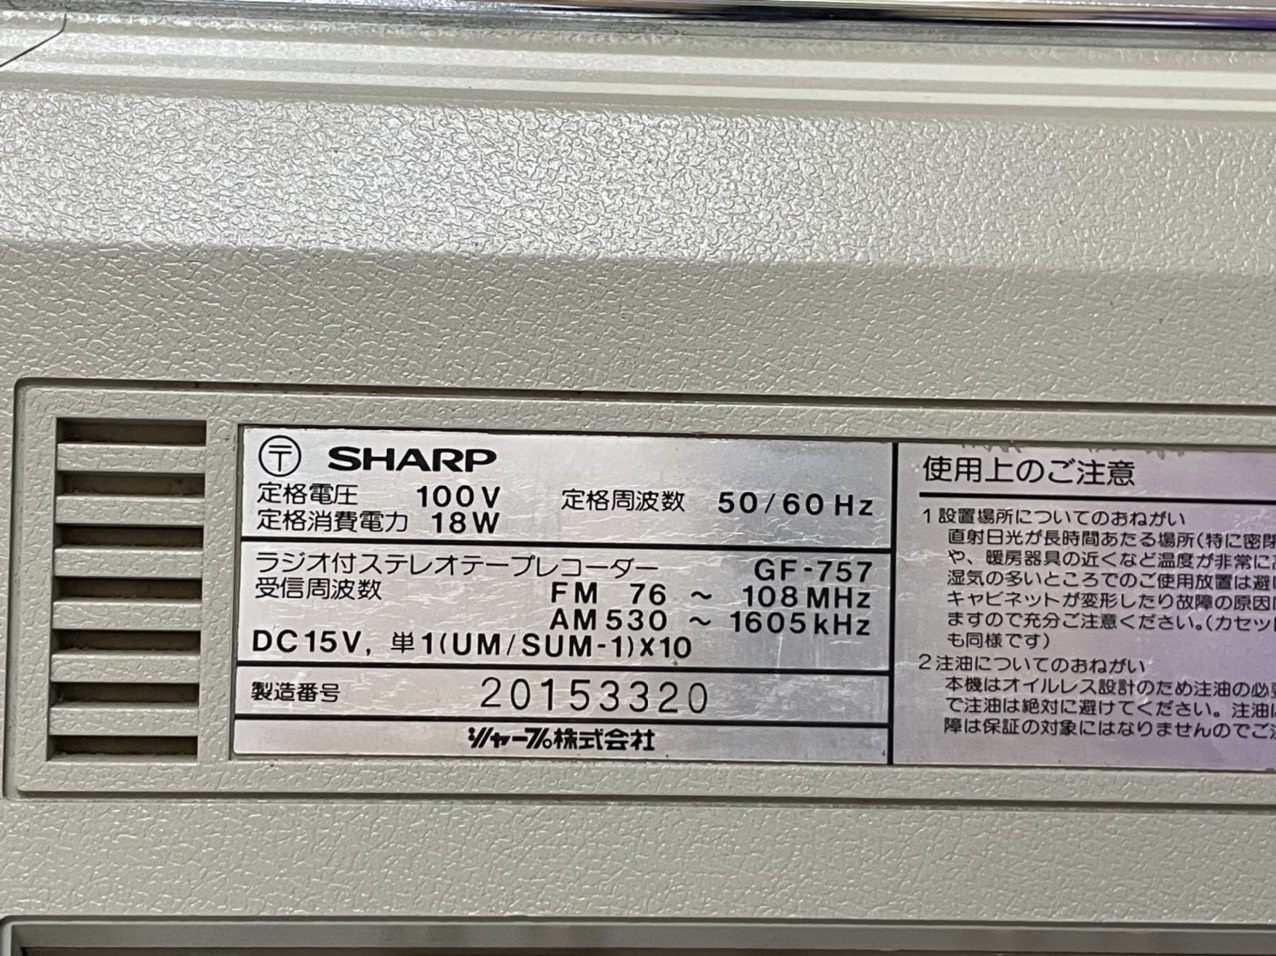 〒 SHARP
定格電圧 100V 定格周波数 50/60Hz
定格消費電力 18W
ラジオ付ステレオテープレコーダー GF-757
受信周波数 FM 76 ~ 108MHz
AM 530 ~ 1605kHz
DC15V, 単1(UM/SUM-1)X10
製造番号 20153320
シャープ株式会社
使用上のご注意
1 設置場所についてのおねがい
直射日光が長時間あたる場所(特に密閉
や、暖房器具の近くなど温度が非常に
湿気の多いところでのご使用放置は避
キャビネットが変形したり故障の原因
ますので充分ご注意ください。(カセット
も同様です)
2 注油についてのおねがい
本機はオイルレス設計のため注油の必
で注油は絶対に避けてください。注油
障は保証の対象にはなりませんのでご